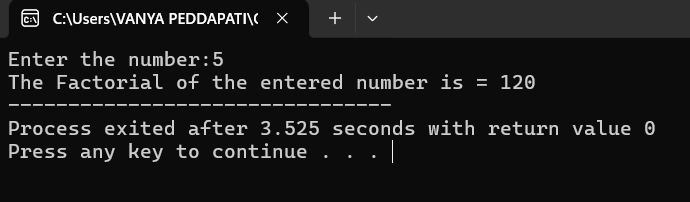 C:\Users\VANYA PEDDAPATI\
Enter the number:5
The Factorial of the entered number is = 120
--------------------------------
Process exited after 3.525 seconds with return value 0
Press any key to continue . . .